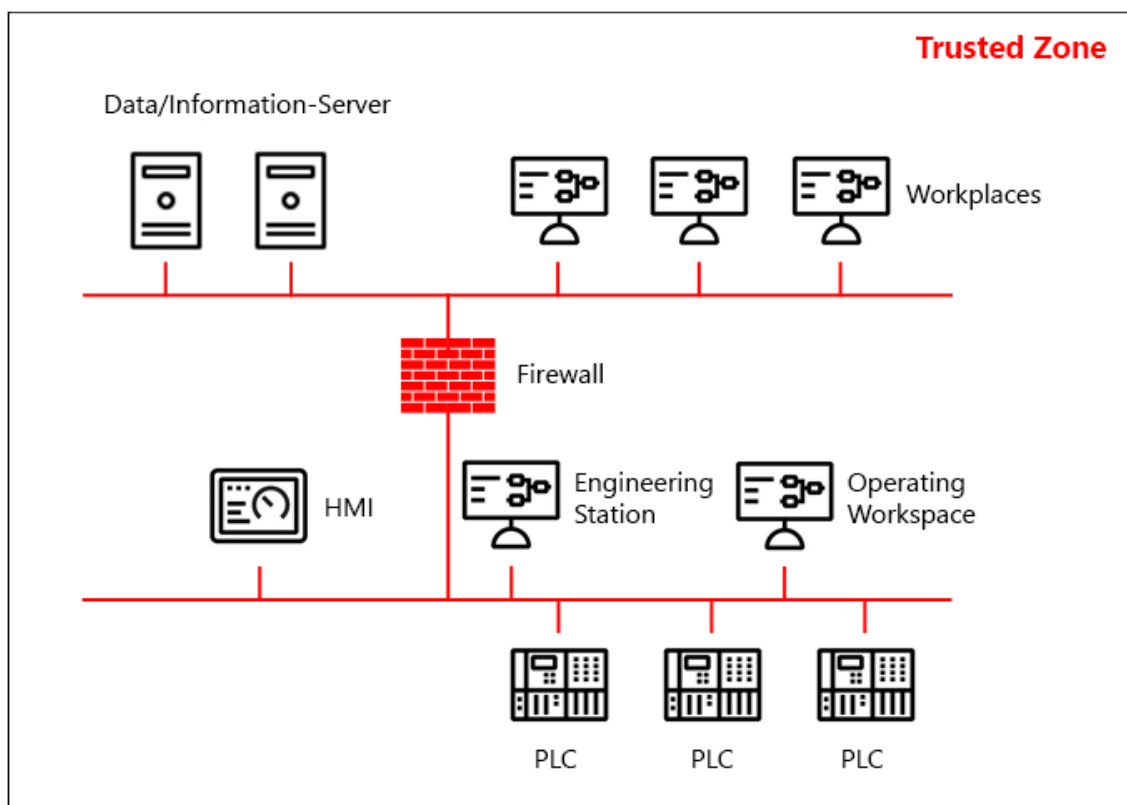 Trusted Zone
Data/Information-Server
Workplaces
Firewall
HMI
Engineering
Station
Operating
Workspace
PLC
PLC
PLC